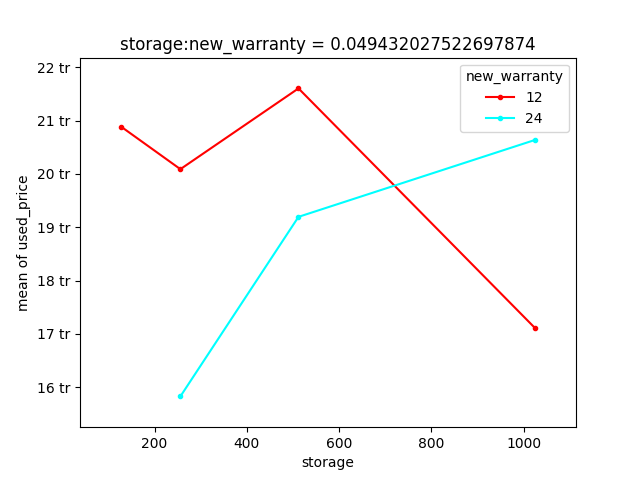 storage:new_warranty = 0.049432027522697874
22 tr
21 tr
20 tr
19 tr
18 tr
17 tr
16 tr
mean of used_price
new_warranty
12
24
200
400
600
800
1000
storage